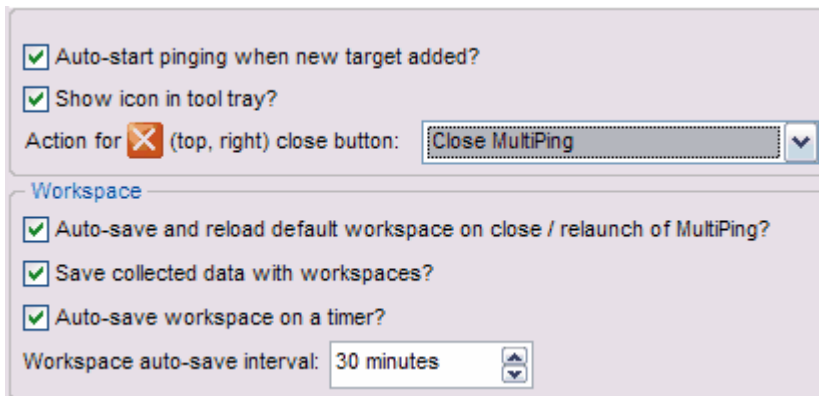 Auto-start pinging when new target added?
Show icon in tool tray?
Action for (top, right) close button: Close MultiPing
Workspace
Auto-save and reload default workspace on close / relaunch of MultiPing?
Save collected data with workspaces?
Auto-save workspace on a timer?
Workspace auto-save interval: 30 minutes